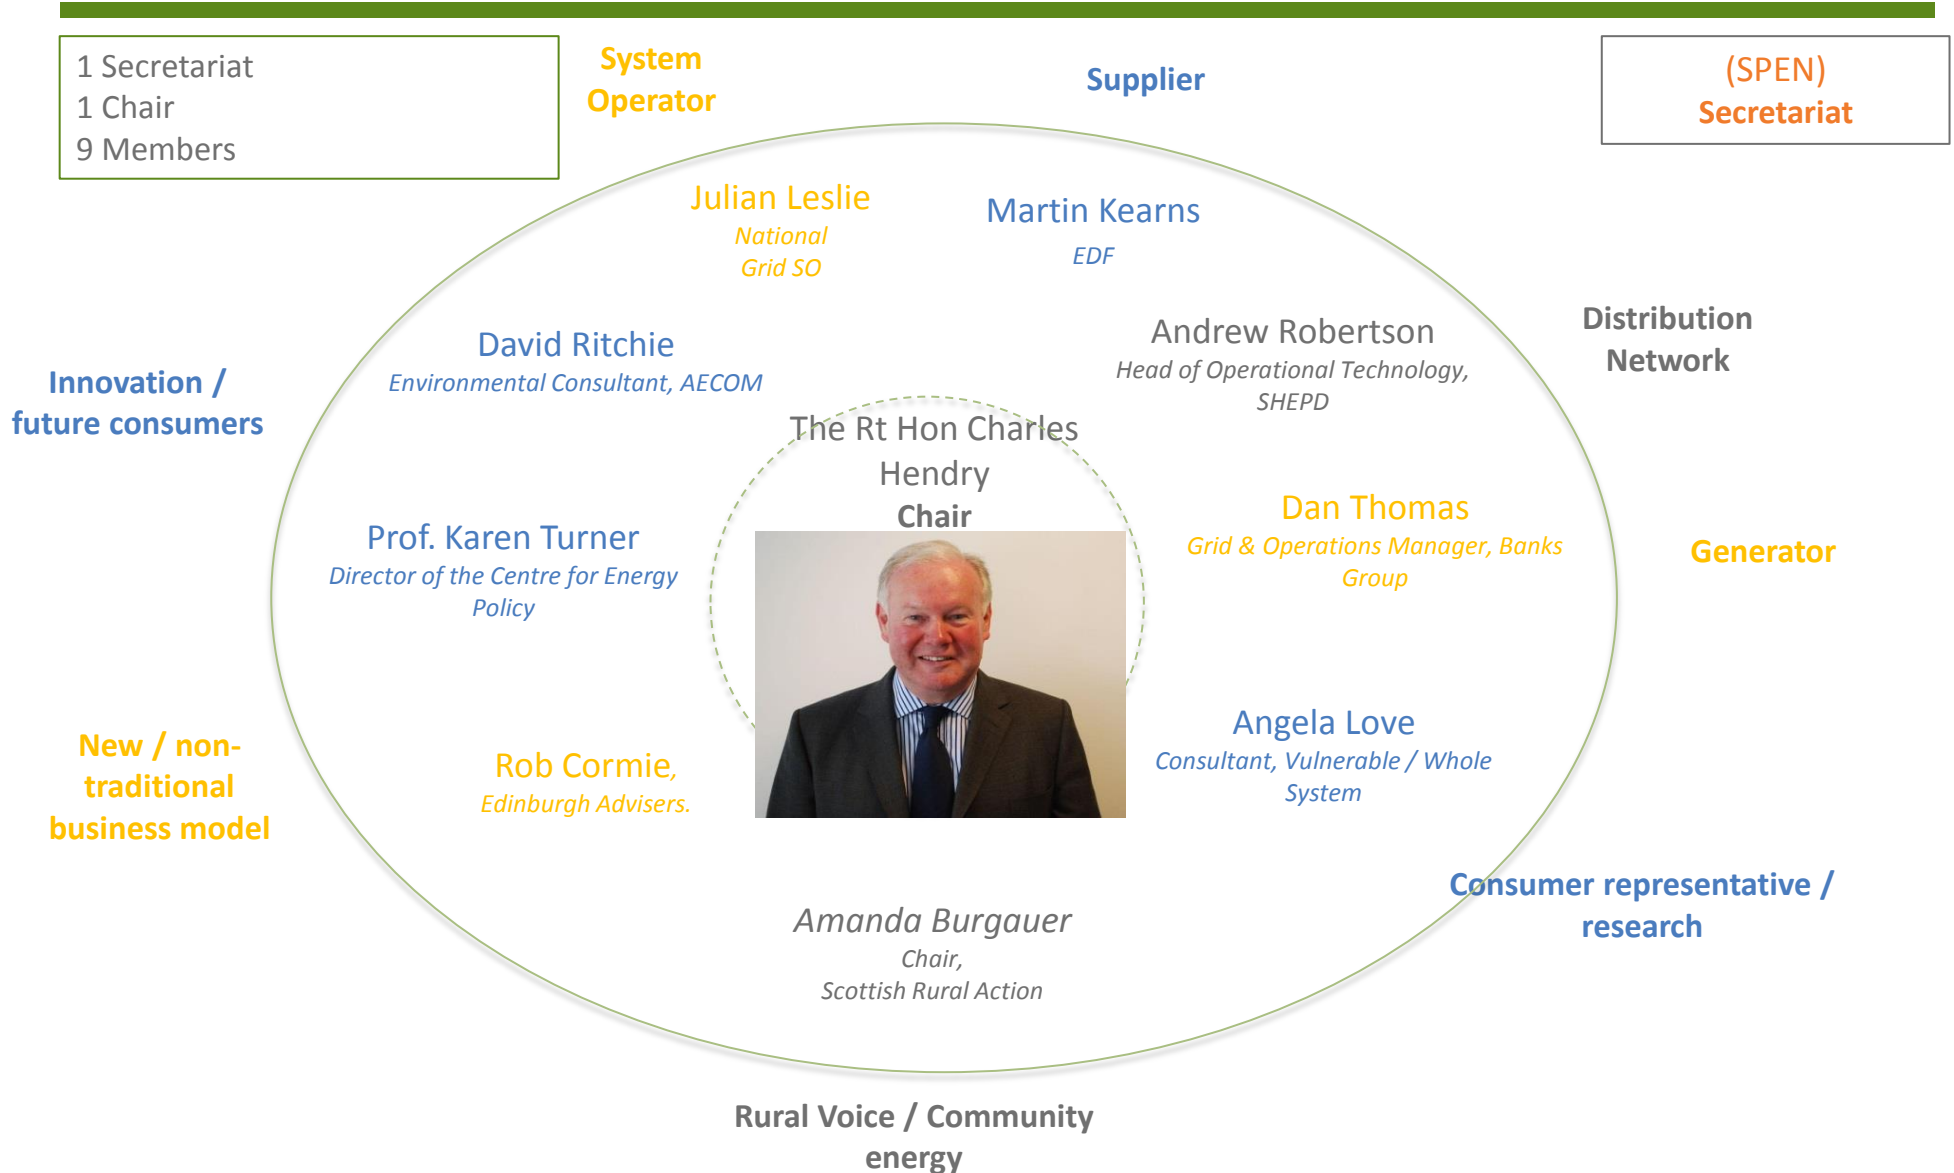 1 Secretariat
1 Chair
9 Members
System
Operator
Supplier
(SPEN)
Secretariat
Julian Leslie
National
Grid SO
Martin Kearns
EDF
David Ritchie
Environmental Consultant, AECOM
Andrew Robertson
Head of Operational Technology,
SHEPD
Distribution
Network
Innovation /
future consumers
The Rt Hon Charles
Hendry
Chair
Prof. Karen Turner
Director of the Centre for Energy
Policy
Dan Thomas
Grid & Operations Manager, Banks
Group
Generator
New / non-
traditional
business model
Rob Cormie,
Edinburgh Advisers.
Angela Love
Consultant, Vulnerable / Whole
System
Consumer representative /
research
Amanda Burgauer
Chair,
Scottish Rural Action
Rural Voice / Community
energy